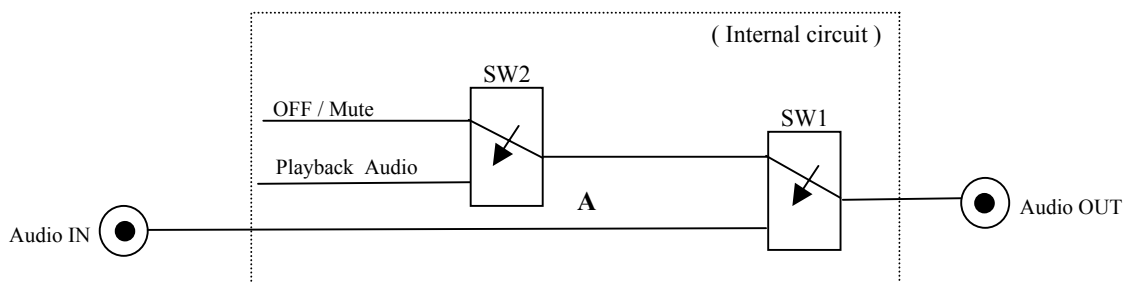 ( Internal circuit )
SW2
OFF / Mute
SW1
Playback Audio
A
Audio IN
Audio OUT